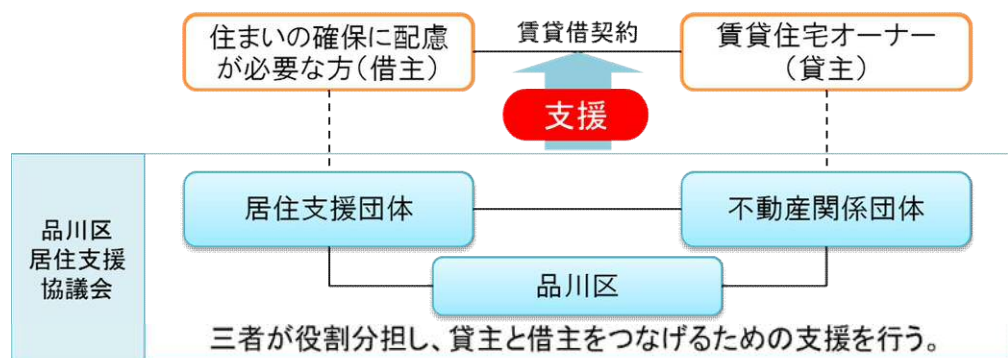 住まいの確保に配慮
が必要な方(借主)
賃貸借契約
賃貸住宅オーナー
(貸主)
支援
品川区
居住支援
協議会
居住支援団体
不動産関係団体
品川区
三者が役割分担し、貸主と借主をつなげるための支援を行う。